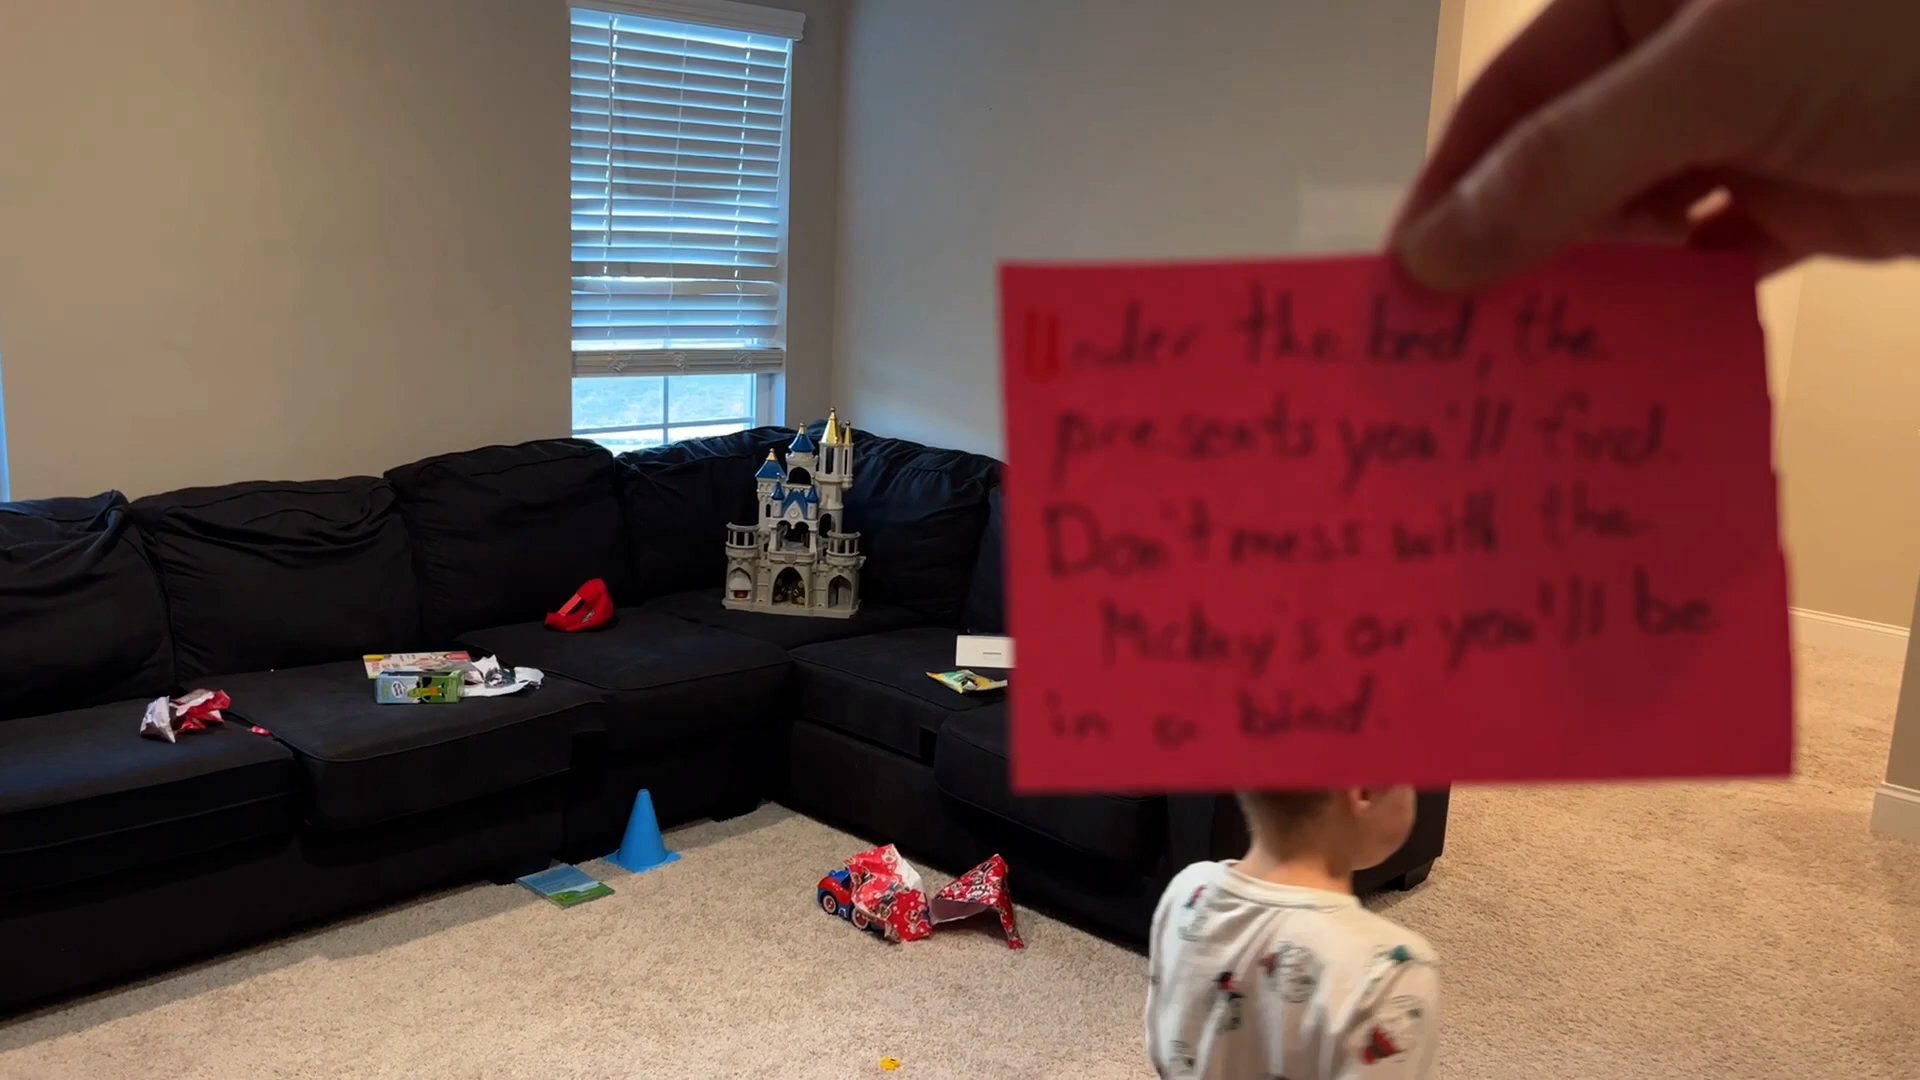 Under the bed, the
presents you'll find.
Don't mess with the
Mickey's or you'll be
in a bind.